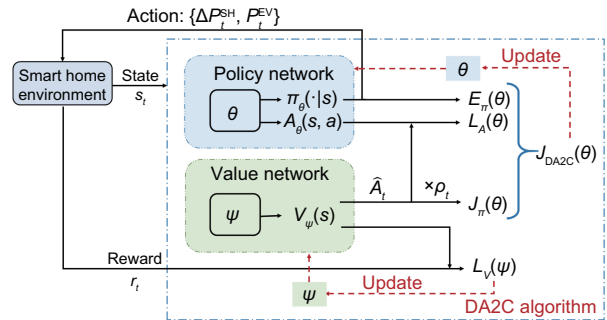 Action: {ΔP_t^SH, P_t^EV}
Smart home
environment
State
s_t
Policy network
θ
π_θ(·|s)
A_θ(s, a)
θ
Update
E_π(θ)
L_A(θ)
J_DA2C(θ)
Value network
ψ
V_ψ(s)
Â_t
×ρ_t
J_π(θ)
Reward
r_t
L_V(ψ)
Update
ψ
DA2C algorithm